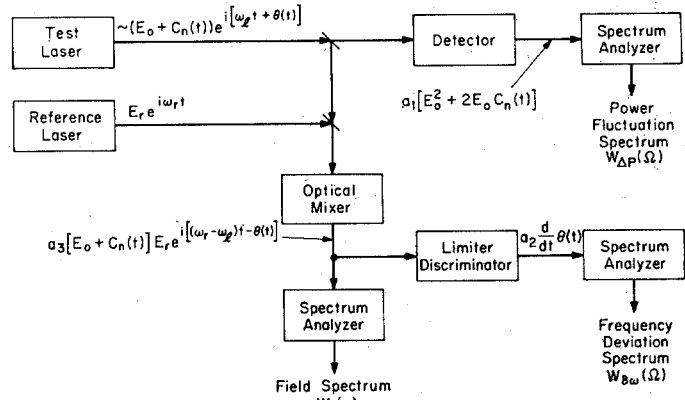 Test
Laser
~(E₀ + Cₙ(t))e^{i[ω_ℓ t + θ(t)]}
Detector
Spectrum
Analyzer
a₁[E₀² + 2E₀ Cₙ(t)]
Reference
Laser
E_r e^{iω_r t}
Power
Fluctuation
Spectrum
W_{ΔP}(Ω)
Optical
Mixer
a₃[E₀ + Cₙ(t)] E_r e^{i[(ω_r − ω_ℓ)t − θ(t)]}
Limiter
Discriminator
a₂ d/dt θ(t)
Spectrum
Analyzer
Spectrum
Analyzer
Frequency
Deviation
Spectrum
W_{δω}(Ω)
Field Spectrum